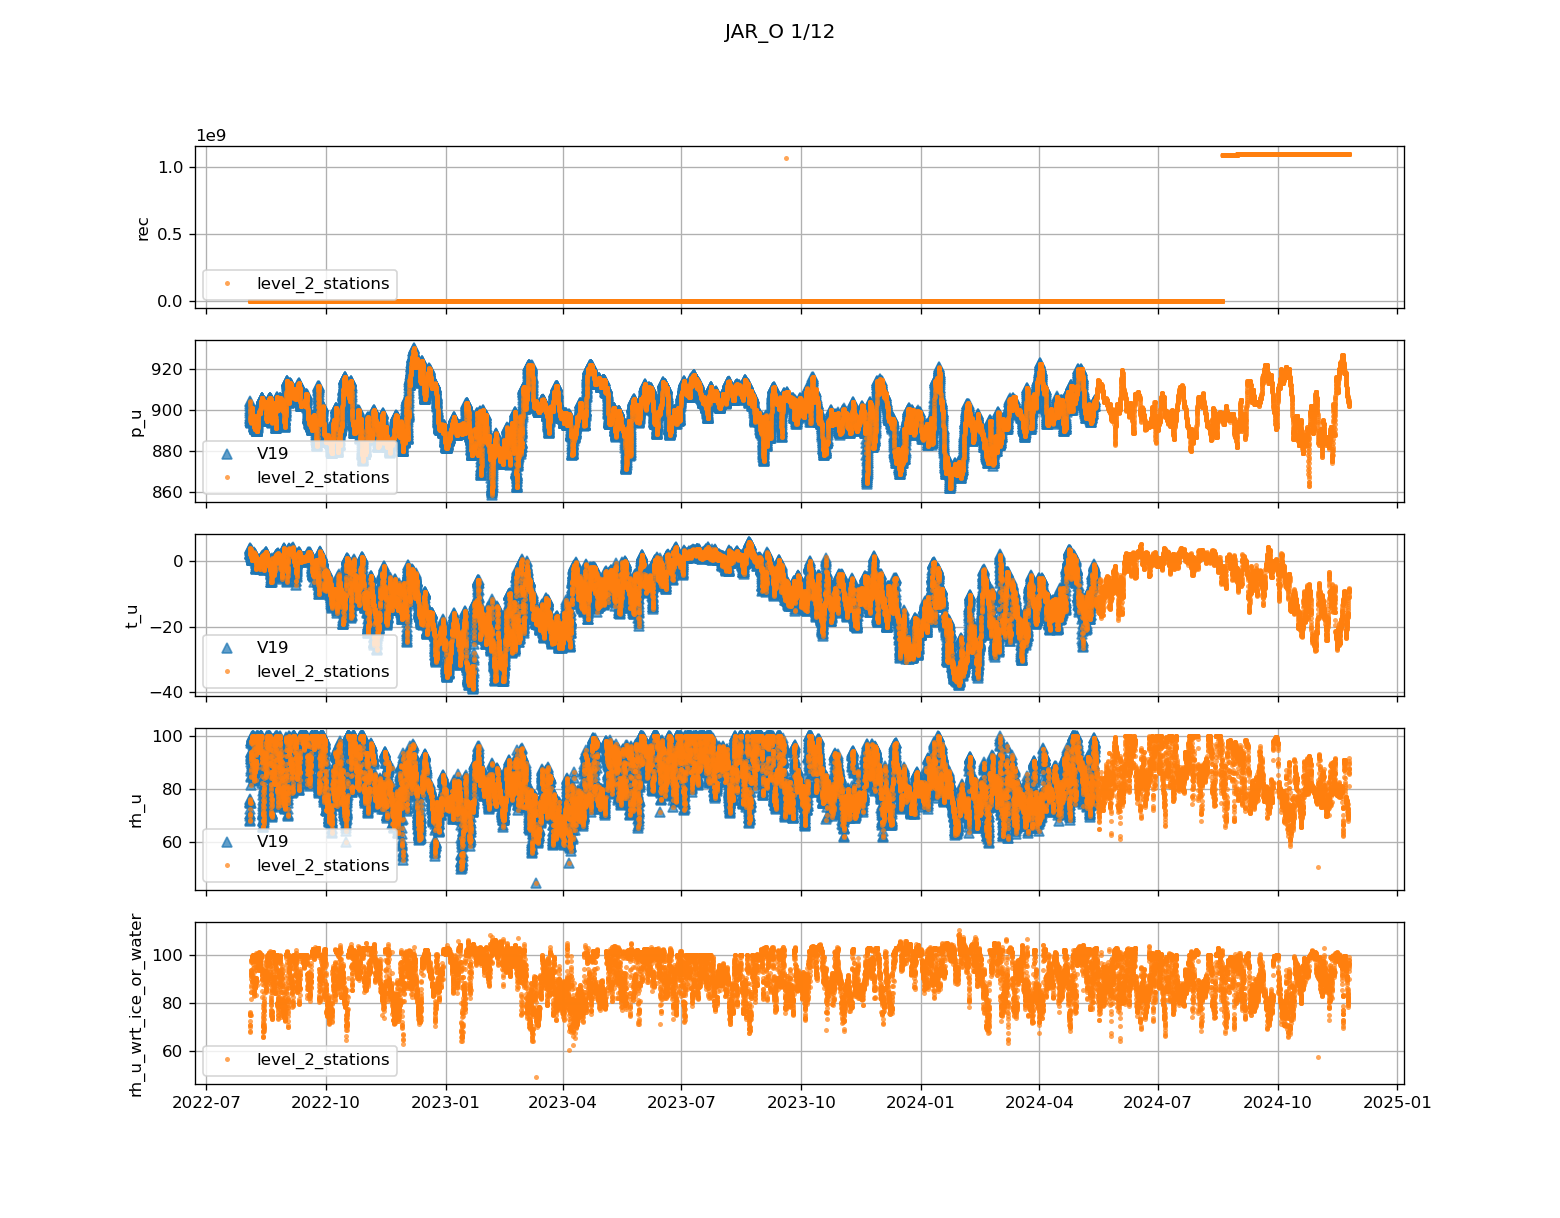 JAR_O 1/12
1e9
1.0
0.5
0.0
rec
level_2_stations
920
900
880
860
p_u
V19
level_2_stations
0
−20
−40
t_u
V19
level_2_stations
100
80
60
rh_u
V19
level_2_stations
100
80
60
rh_u_wrt_ice_or_water
level_2_stations
2022-07 2022-10 2023-01 2023-04 2023-07 2023-10 2024-01 2024-04 2024-07 2024-10 2025-01